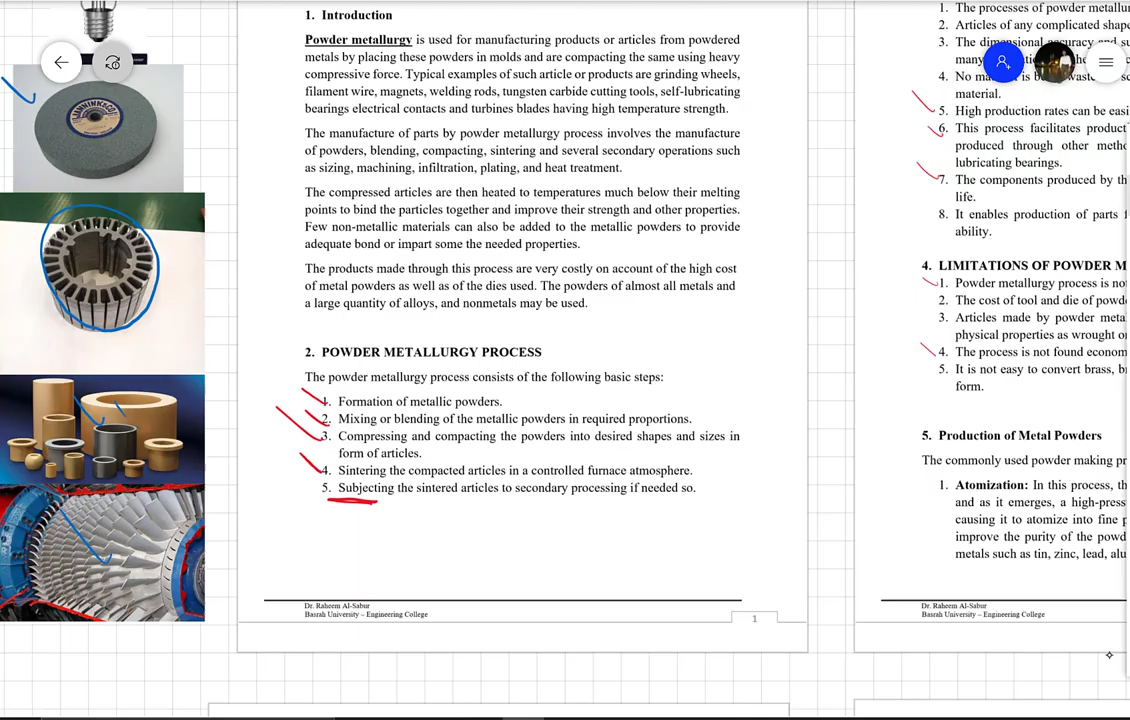 1. Introduction
Powder metallurgy is used for manufacturing products or articles from powdered
metals by placing these powders in molds and are compacting the same using heavy
compressive force. Typical examples of such article or products are grinding wheels,
filament wire, magnets, welding rods, tungsten carbide cutting tools, self-lubricating
bearings electrical contacts and turbines blades having high temperature strength.
The manufacture of parts by powder metallurgy process involves the manufacture
of powders, blending, compacting, sintering and several secondary operations such
as sizing, machining, infiltration, plating, and heat treatment.
The compressed articles are then heated to temperatures much below their melting
points to bind the particles together and improve their strength and other properties.
Few non-metallic materials can also be added to the metallic powders to provide
adequate bond or impart some the needed properties.
The products made through this process are very costly on account of the high cost
of metal powders as well as of the dies used. The powders of almost all metals and
a large quantity of alloys, and nonmetals may be used.
2. POWDER METALLURGY PROCESS
The powder metallurgy process consists of the following basic steps:
1. Formation of metallic powders.
2. Mixing or blending of the metallic powders in required proportions.
3. Compressing and compacting the powders into desired shapes and sizes in
form of articles.
4. Sintering the compacted articles in a controlled furnace atmosphere.
5. Subjecting the sintered articles to secondary processing if needed so.
Dr. Raheem Al-Sabur
Basrah University – Engineering College
1
1. The processes of powder
2. Articles of any complicated
3. The
many
4. No
material.
5. High production rates can be
6. This process facilitates
produced through other
lubricating bearings.
7. The components produced by
life.
8. It enables production of parts
ability.
4. LIMITATIONS OF POWDER
1. Powder metallurgy process is
2. The cost of tool and die of
3. Articles made by powder
physical properties as wrought
4. The process is not found
5. It is not easy to convert brass,
form.
5. Production of Metal Powders
The commonly used powder making
1. Atomization: In this process,
and as it emerges, a
causing it to atomize into fine
improve the purity of the
metals such as tin, zinc, lead,
Dr. Raheem Al-Sabur
Basrah University – Engineering College